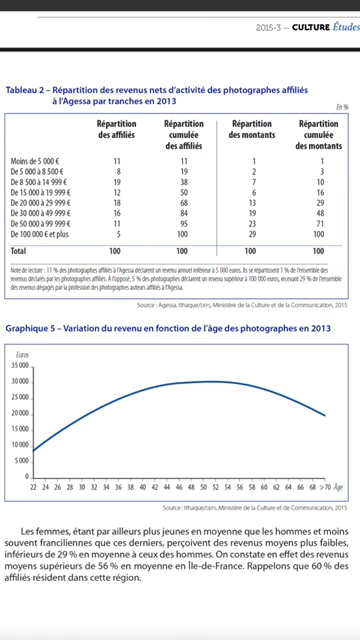 2015-3 — CULTURE Études
Tableau 2 – Répartition des revenus nets d'activité des photographes affiliés
à l'Agessa par tranches en 2013
En %
Répartition des affiliés Répartition cumulée des affiliés Répartition des montants Répartition cumulée des montants
Moins de 5 000 € 11 11 1 1
De 5 000 à 8 500 € 8 19 2 3
De 8 500 à 14 999 € 19 38 7 10
De 15 000 à 19 999 € 12 50 6 16
De 20 000 à 29 999 € 18 68 13 29
De 30 000 à 49 999 € 16 84 19 48
De 50 000 à 99 999 € 11 95 23 71
De 100 000 € et plus 5 100 29 100
Total 100 100 100 100
Note de lecture : 11 % des photographes affiliés à l'Agessa déclarent un revenu annuel inférieur à 5 000 euros. Ils se répartissent 1 % de l'ensemble des
revenus déclarés par les photographes affiliés. À l'opposé, 5 % des affiliés déclarent un revenu supérieur à 100 000 euros, recevant 29 % de l'ensemble
des revenus dégagés par la profession des photographes auteurs affiliés à l'Agessa.
Source : Agessa, Ithaque/DEPS, Ministère de la Culture et de la Communication, 2015
Graphique 5 – Variation du revenu en fonction de l'âge des photographes en 2013
Euros
35 000
30 000
25 000
20 000
15 000
10 000
5 000
0
22 24 26 28 30 32 34 36 38 40 42 44 46 48 50 52 54 56 58 60 62 64 66 68 >70 Âge
Source : Ithaque/DEPS, Ministère de la Culture et de la Communication, 2015
Les femmes, étant par ailleurs plus jeunes en moyenne que les hommes et moins
souvent franciliennes que ces derniers, perçoivent des revenus moyens plus faibles,
inférieurs de 29 % en moyenne à ceux des hommes. On constate en effet des revenus
moyens supérieurs de 56 % en moyenne en Île-de-France. Rappelons que 60 % des
affiliés résident dans cette région.